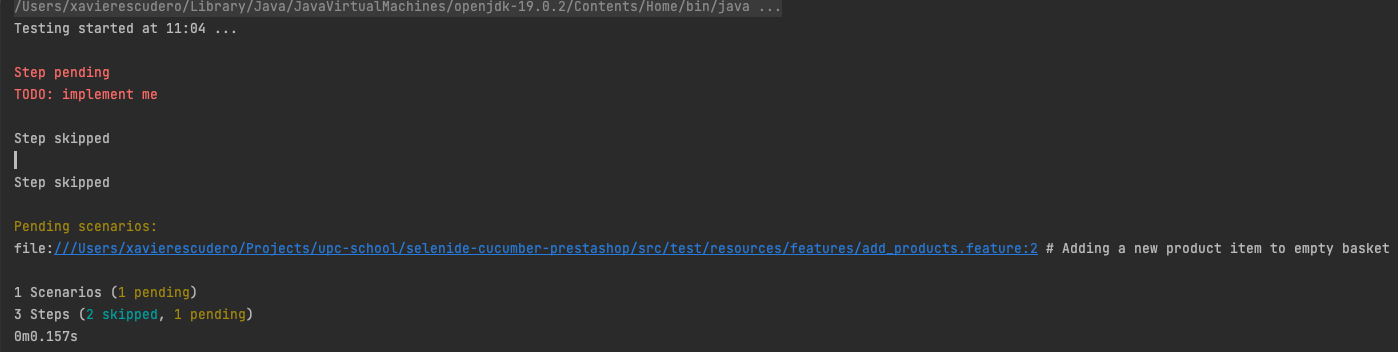 /Users/xavierescudero/Library/Java/JavaVirtualMachines/openjdk-19.0.2/Contents/Home/bin/java ...
Testing started at 11:04 ...
Step pending
TODO: implement me
Step skipped
Step skipped
Pending scenarios:
file:///Users/xavierescudero/Projects/upc-school/selenide-cucumber-prestashop/src/test/resources/features/add_products.feature:2 # Adding a new product item to empty basket
1 Scenarios (1 pending)
3 Steps (2 skipped, 1 pending)
0m0.157s